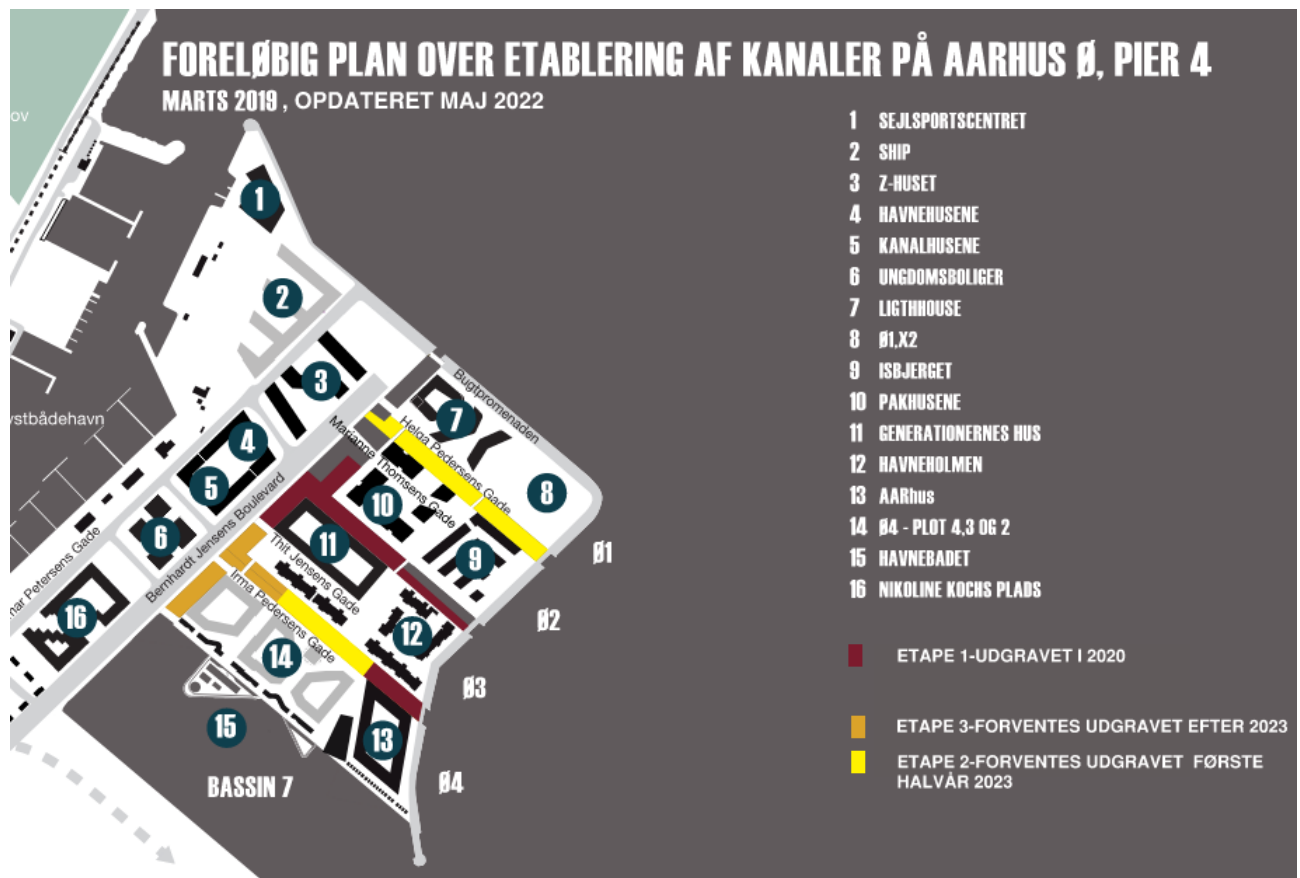 FORELØBIG PLAN OVER ETABLERING AF KANALER PÅ AARHUS Ø, PIER 4
MARTS 2019 , OPDATERET MAJ 2022
1 SEJLSPORTSCENTRET
2 SHIP
3 Z-HUSET
4 HAVNEHUSENE
5 KANALHUSENE
6 UNGDOMSBOLIGER
7 LIGTHHOUSE
8 Ø1,X2
9 ISBJERGET
10 PAKHUSENE
11 GENERATIONERNES HUS
12 HAVNEHOLMEN
13 AARhus
14 Ø4 - PLOT 4,3 OG 2
15 HAVNEBADET
16 NIKOLINE KOCHS PLADS
ETAPE 1-UDGRAVET I 2020
ETAPE 3-FORVENTES UDGRAVET EFTER 2023
ETAPE 2-FORVENTES UDGRAVET FØRSTE
HALVÅR 2023
ov
1
2
3
Bugtpromenaden
7
ystbådehavn
4
Helga Pedersens Gade
Marianne Thomsens Gade
5
8
10
Bernhardt Jensens Boulevard
6
11
9
Ø1
Thit Jensens Gade
mar Petersens Gade
Irma Pedersens Gade
16
12
Ø2
14
Ø3
15
13
BASSIN 7
Ø4